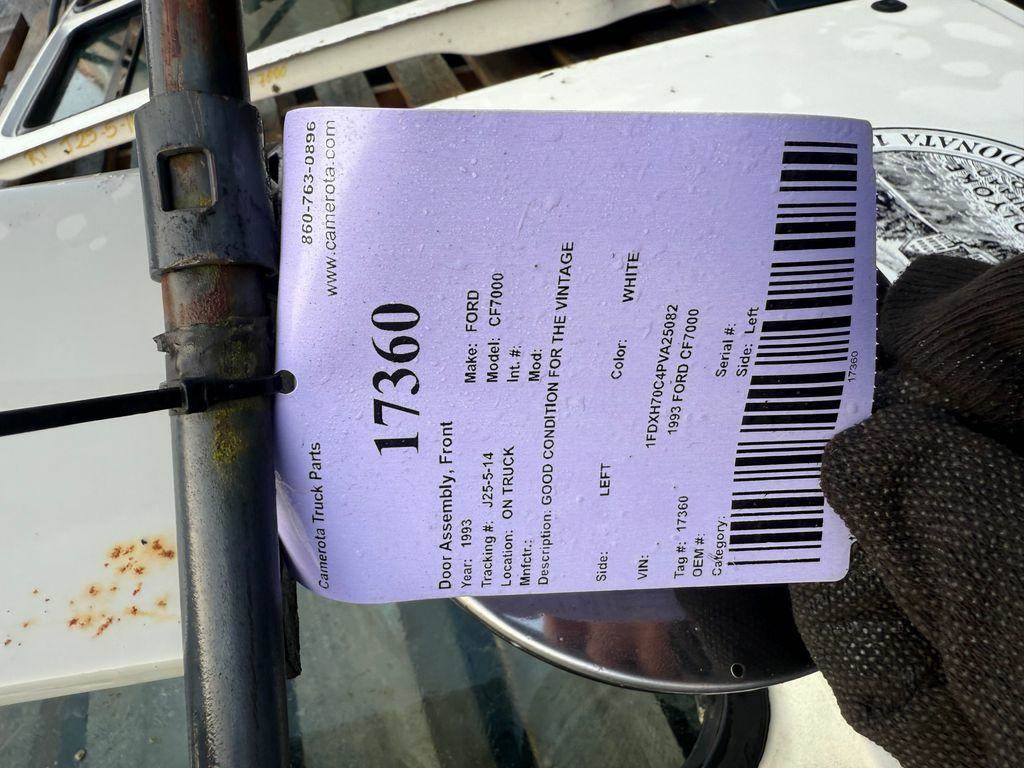 Camerota Truck Parts
860-763-0896
www.camerota.com
17360
Door Assembly, Front
Year: 1993 Make: FORD
Tracking #: J25-5-14 Model: CF7000
Location: ON TRUCK Int. #:
Mnfctr.: Mod:
Description: GOOD CONDITION FOR THE VINTAGE
Side: LEFT Color: WHITE
VIN: 1FDXH70C4PVA25082
1993 FORD CF7000
Tag #: 17360
OEM #: Serial #:
Category: Side: Left
17360
DONATA
YOKE